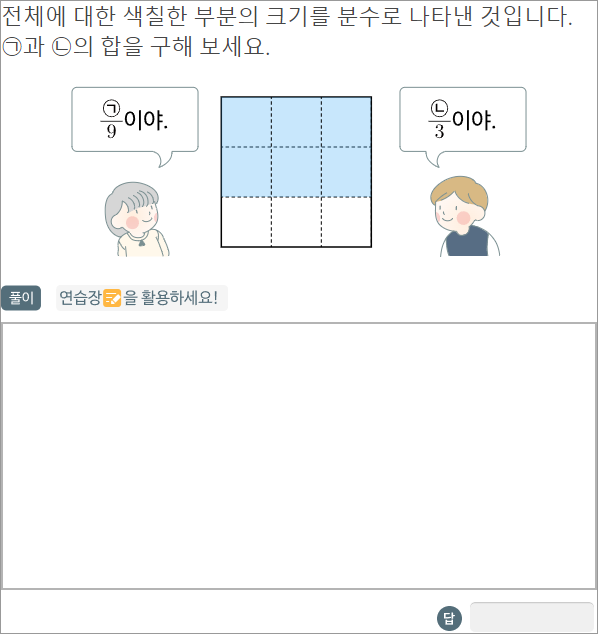 전체에 대한 색칠한 부분의 크기를 분수로 나타낸 것입니다.
㉠과 ㉡의 합을 구해 보세요.
㉠/9이야.
㉡/3이야.
풀이 연습장을 활용하세요!
답